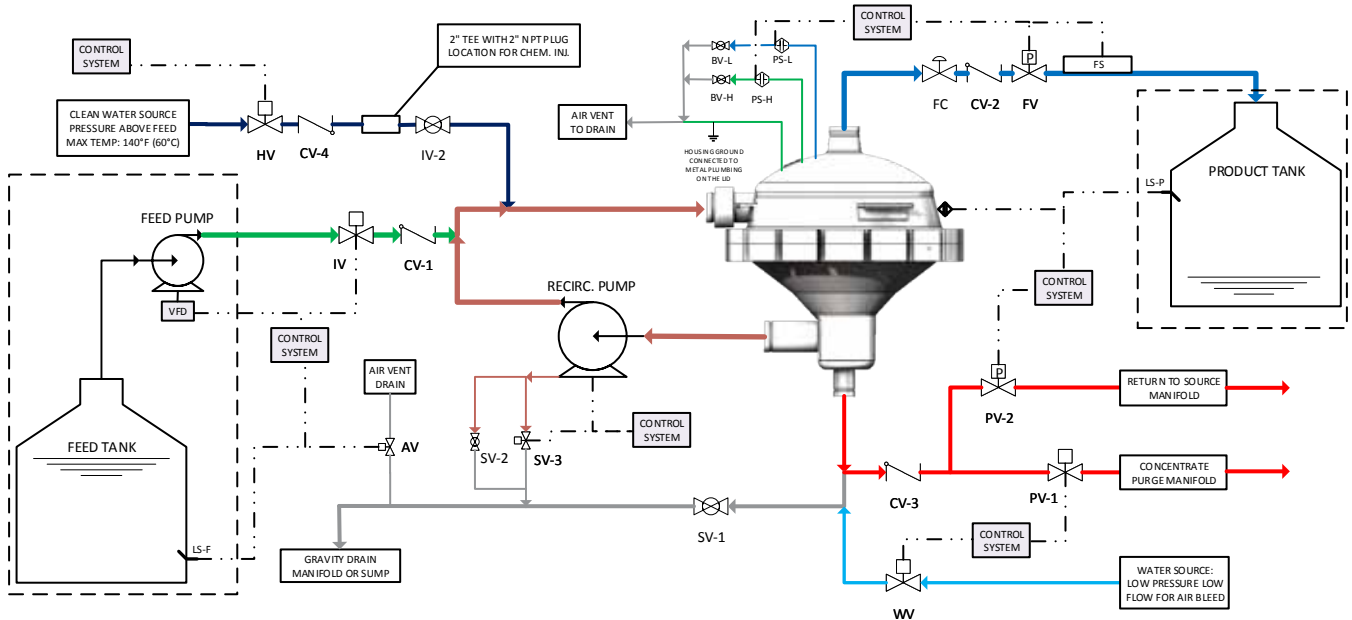 CONTROL
SYSTEM
2" TEE WITH 2" NPT PLUG
LOCATION FOR CHEM. INJ.
CLEAN WATER SOURCE
PRESSURE ABOVE FEED
MAX TEMP: 140°F (60°C)
HV
CV-4
IV-2
BV-L
PS-L
BV-H
PS-H
AIR VENT
TO DRAIN
HOUSING GROUND
CONNECTED TO
METAL PLUMBING
ON THE LID
CONTROL
SYSTEM
P
FS
FC
CV-2
FV
PRODUCT TANK
LS-P
FEED PUMP
VFD
IV
CV-1
CONTROL
SYSTEM
RECIRC. PUMP
CONTROL
SYSTEM
P
PV-2
RETURN TO SOURCE
MANIFOLD
AIR VENT
DRAIN
AV
SV-2
SV-3
CONTROL
SYSTEM
FEED TANK
LS-F
CV-3
PV-1
CONCENTRATE
PURGE MANIFOLD
SV-1
GRAVITY DRAIN
MANIFOLD OR SUMP
CONTROL
SYSTEM
WV
WATER SOURCE:
LOW PRESSURE LOW
FLOW FOR AIR BLEED